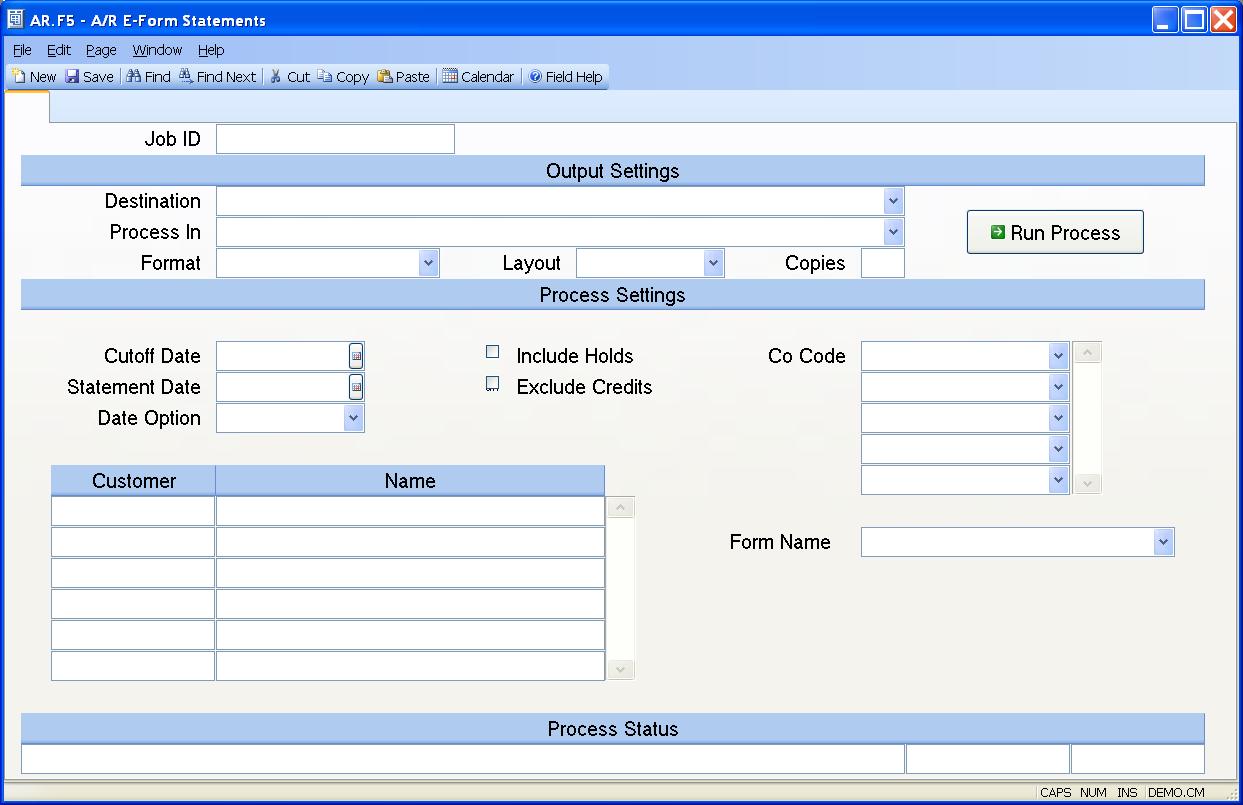 AR.F5 - A/R E-Form Statements
File Edit Page Window Help
New Save Find Find Next Cut Copy Paste Calendar Field Help
Job ID
Output Settings
Destination
Process In
Run Process
Format Layout Copies
Process Settings
Cutoff Date Include Holds Co Code
Statement Date Exclude Credits
Date Option
Customer Name
Form Name
Process Status
CAPS NUM INS DEMO.CM